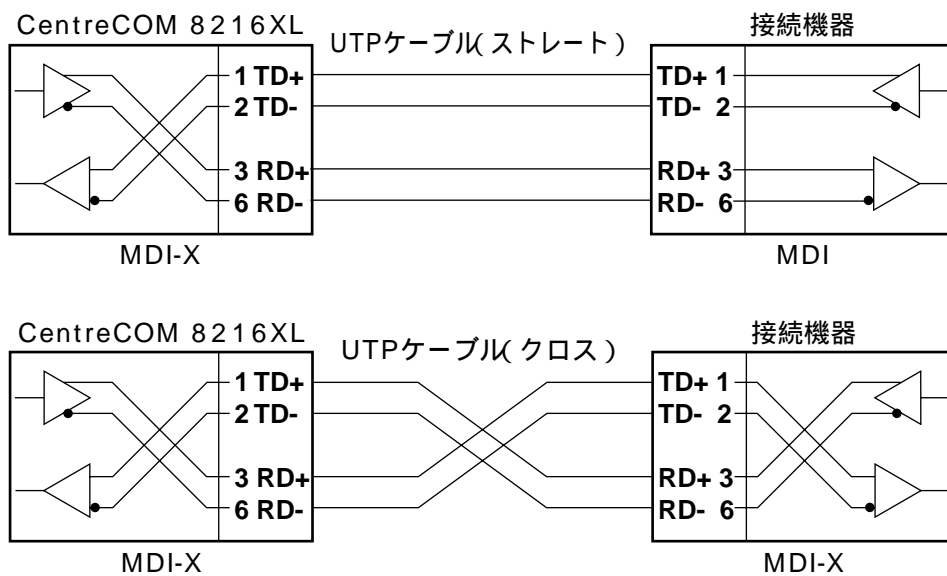 CentreCOM 8216XL
UTPケーブル(ストレート)
接続機器
1 TD+
2 TD-
3 RD+
6 RD-
TD+ 1
TD- 2
RD+ 3
RD- 6
MDI-X
MDI
CentreCOM 8216XL
UTPケーブル(クロス)
接続機器
1 TD+
2 TD-
3 RD+
6 RD-
TD+ 1
TD- 2
RD+ 3
RD- 6
MDI-X
MDI-X